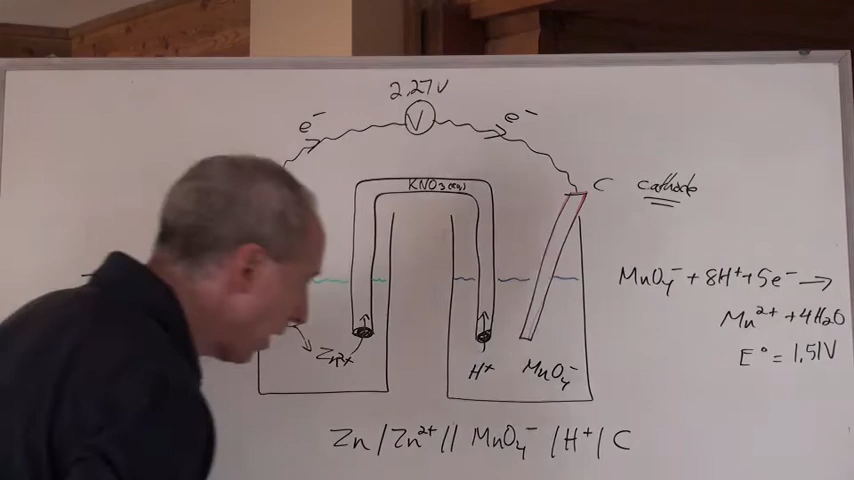 2.27V
e⁻
e⁻
V
KNO₃(aq)
C cathode
MnO₄⁻ + 8H⁺ + 5e⁻ →
Mn²⁺ + 4H₂O
E° = 1.51V
Zn²⁺
H⁺
MnO₄⁻
Zn / Zn²⁺ // MnO₄⁻ / H⁺ / C